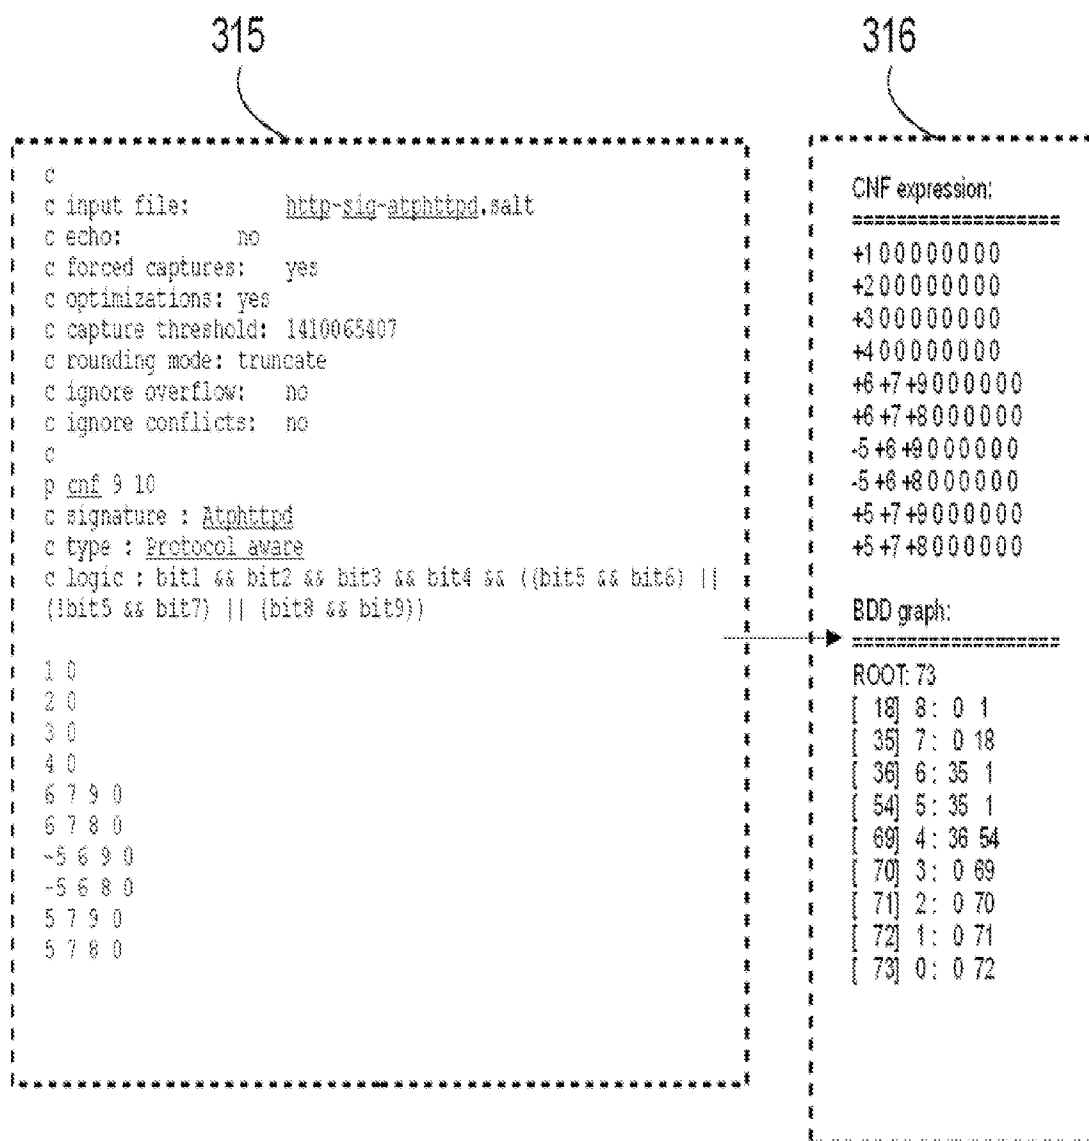 315
316
c
c input file: http-sig-atphttpd.salt
c echo: no
c forced captures: yes
c optimizations: yes
c capture threshold: 1410065407
c rounding mode: truncate
c ignore overflow: no
c ignore conflicts: no
c
p cnf 9 10
c signature : Atphttpd
c type : Protocol aware
c logic : bit1 && bit2 && bit3 && bit4 && ((bit5 && bit6) ||
(!bit5 && bit7) || (bit8 && bit9))
1 0
2 0
3 0
4 0
6 7 9 0
6 7 8 0
-5 6 9 0
-5 6 8 0
5 7 9 0
5 7 8 0
CNF expression:
===================
+1 0 0 0 0 0 0 0 0
+2 0 0 0 0 0 0 0 0
+3 0 0 0 0 0 0 0 0
+4 0 0 0 0 0 0 0 0
+6 +7 +9 0 0 0 0 0 0
+6 +7 +8 0 0 0 0 0 0
-5 +6 +9 0 0 0 0 0 0
-5 +6 +8 0 0 0 0 0 0
+5 +7 +9 0 0 0 0 0 0
+5 +7 +8 0 0 0 0 0 0
BDD graph:
===================
ROOT: 73
[ 18] 8 : 0 1
[ 35] 7 : 0 18
[ 36] 6 : 35 1
[ 54] 5 : 35 1
[ 69] 4 : 36 54
[ 70] 3 : 0 69
[ 71] 2 : 0 70
[ 72] 1 : 0 71
[ 73] 0 : 0 72